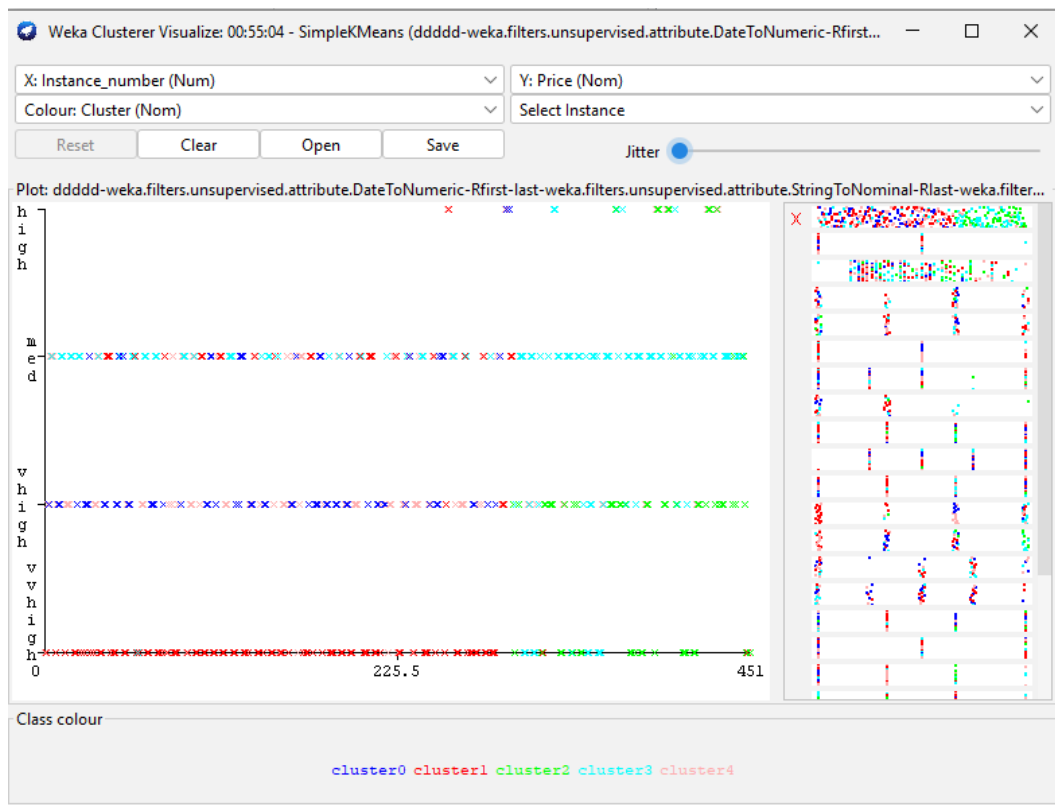 Weka Clusterer Visualize: 00:55:04 - SimpleKMeans (ddddd-weka.filters.unsupervised.attribute.DateToNumeric-Rfirst...
X: Instance_number (Num)
Y: Price (Nom)
Colour: Cluster (Nom)
Select Instance
Reset
Clear
Open
Save
Jitter
Plot: ddddd-weka.filters.unsupervised.attribute.DateToNumeric-Rfirst-last-weka.filters.unsupervised.attribute.StringToNominal-Rlast-weka.filter...
high
med
vhigh
vvhigh
0
225.5
451
Class colour
cluster0 cluster1 cluster2 cluster3 cluster4